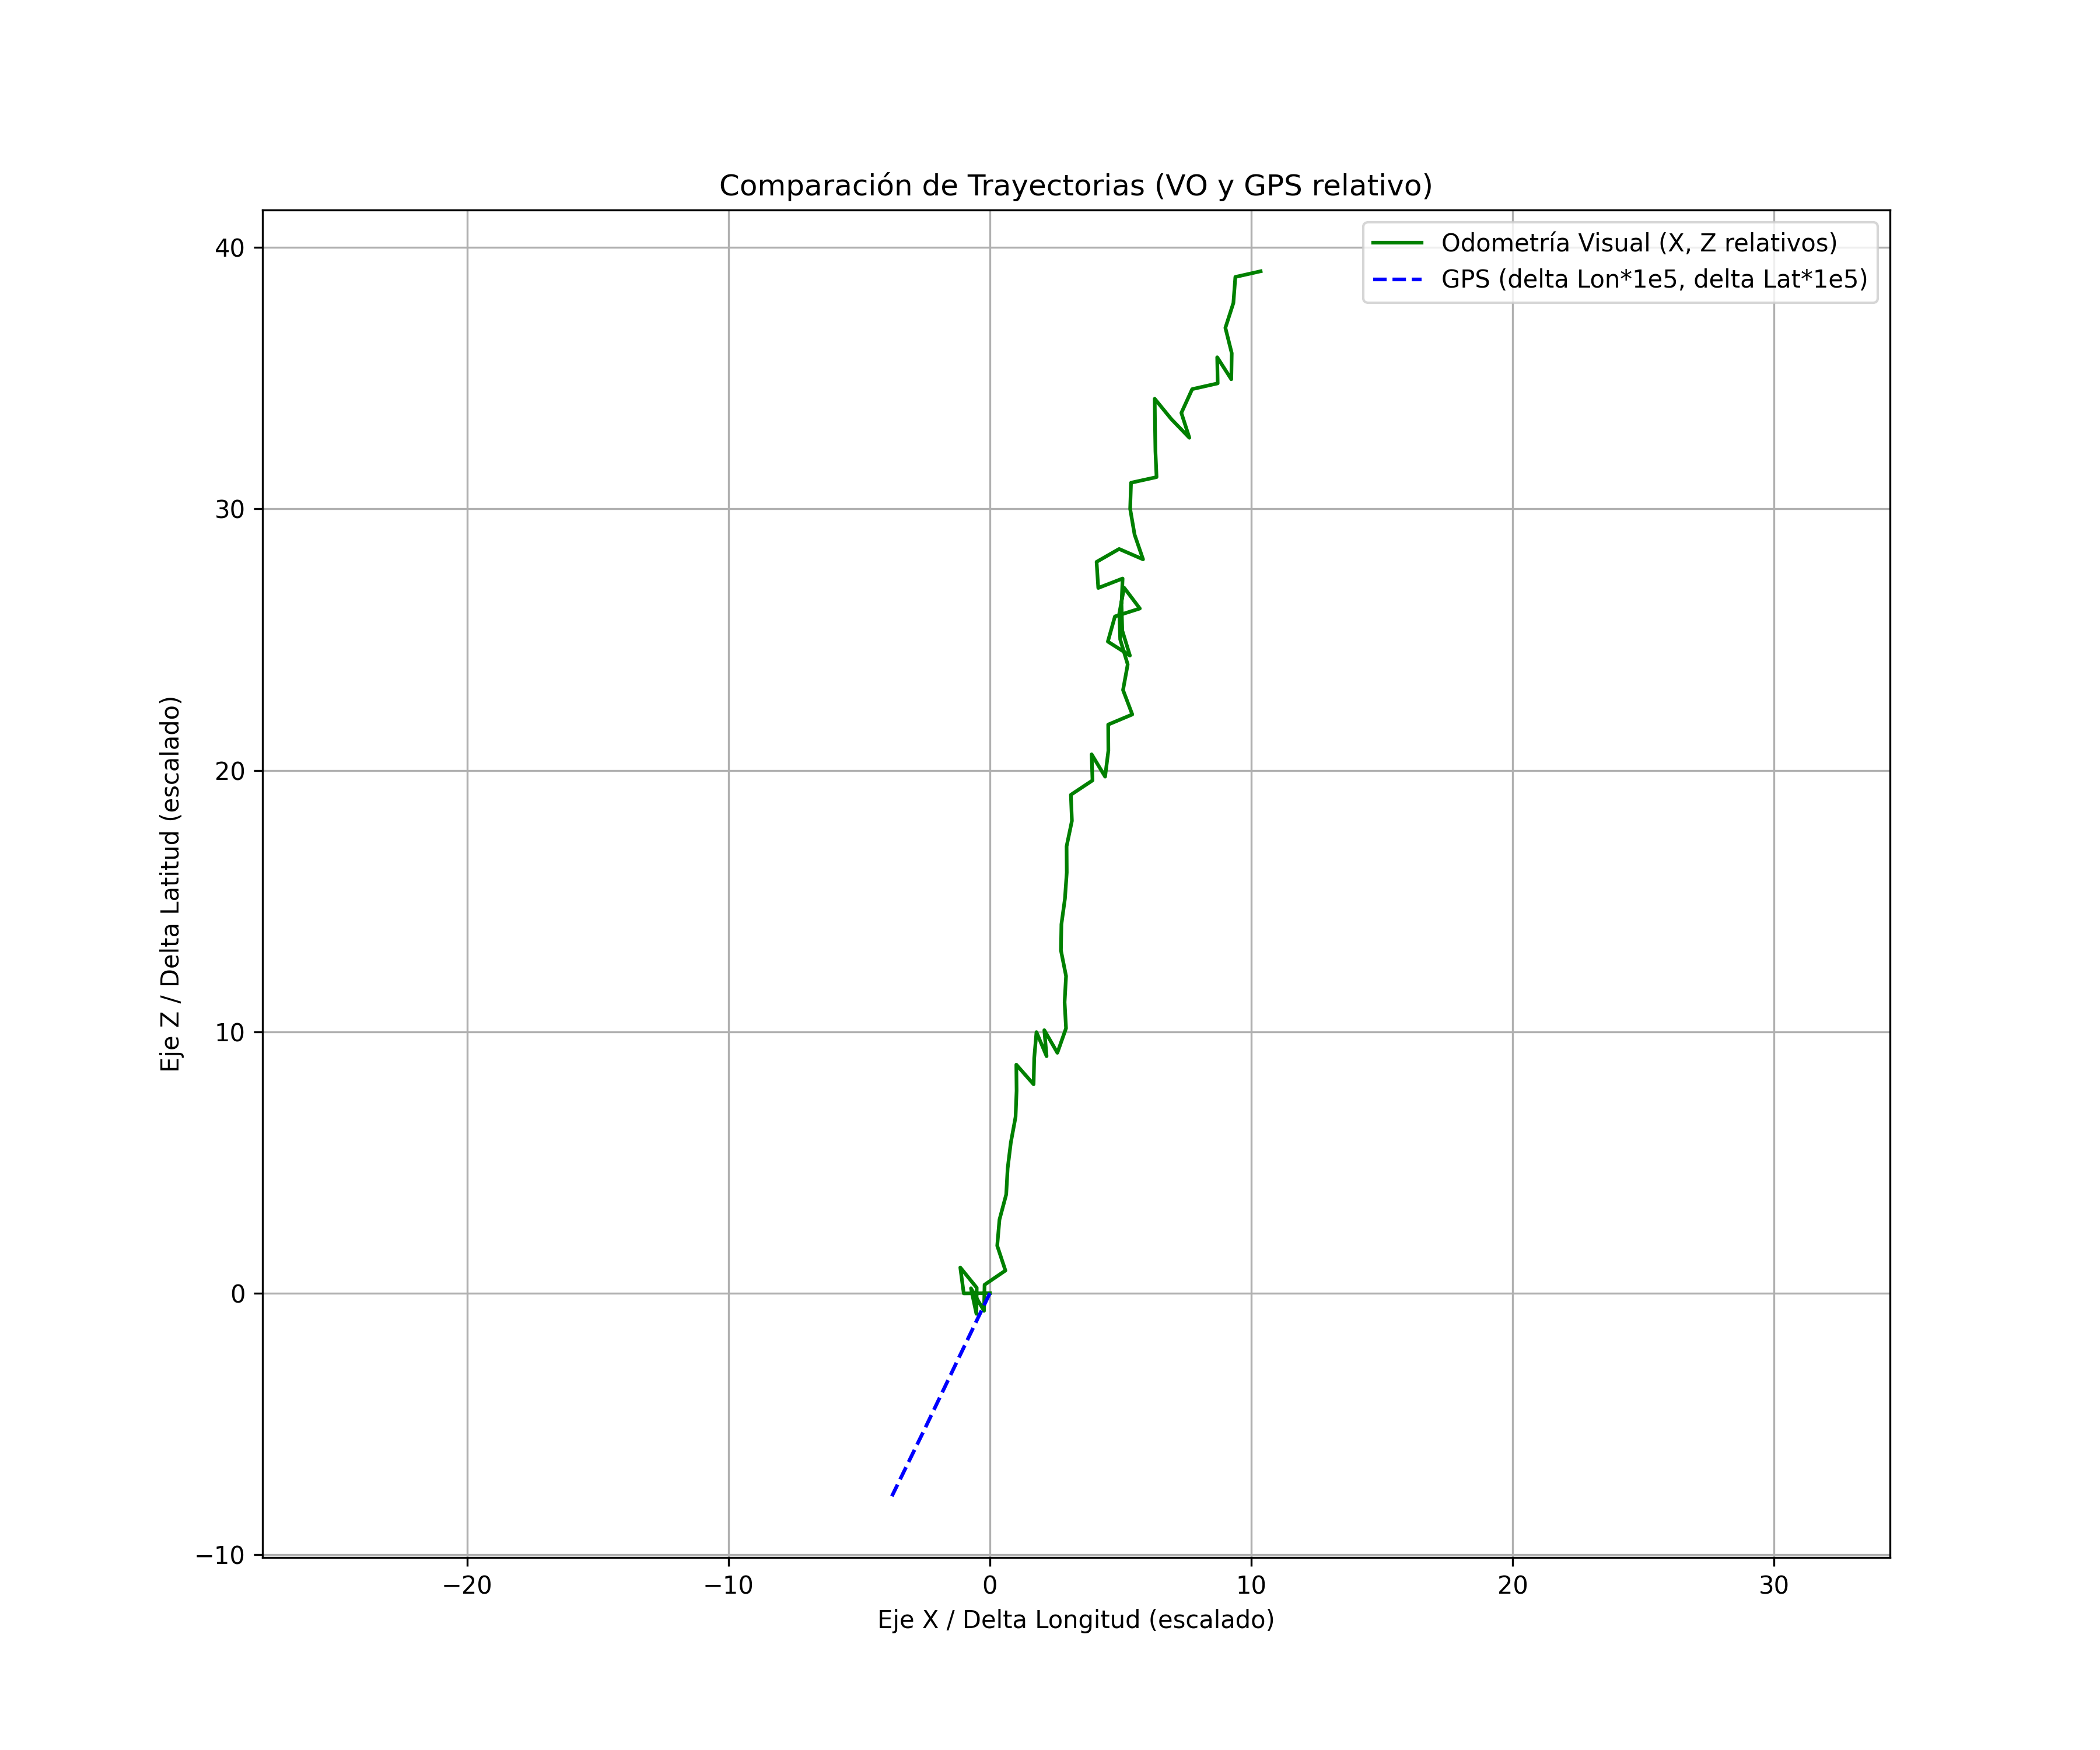 Comparación de Trayectorias (VO y GPS relativo)
Odometría Visual (X, Z relativos)
GPS (delta Lon*1e5, delta Lat*1e5)
40
30
20
10
0
−10
Eje Z / Delta Latitud (escalado)
−20 −10 0 10 20 30
Eje X / Delta Longitud (escalado)